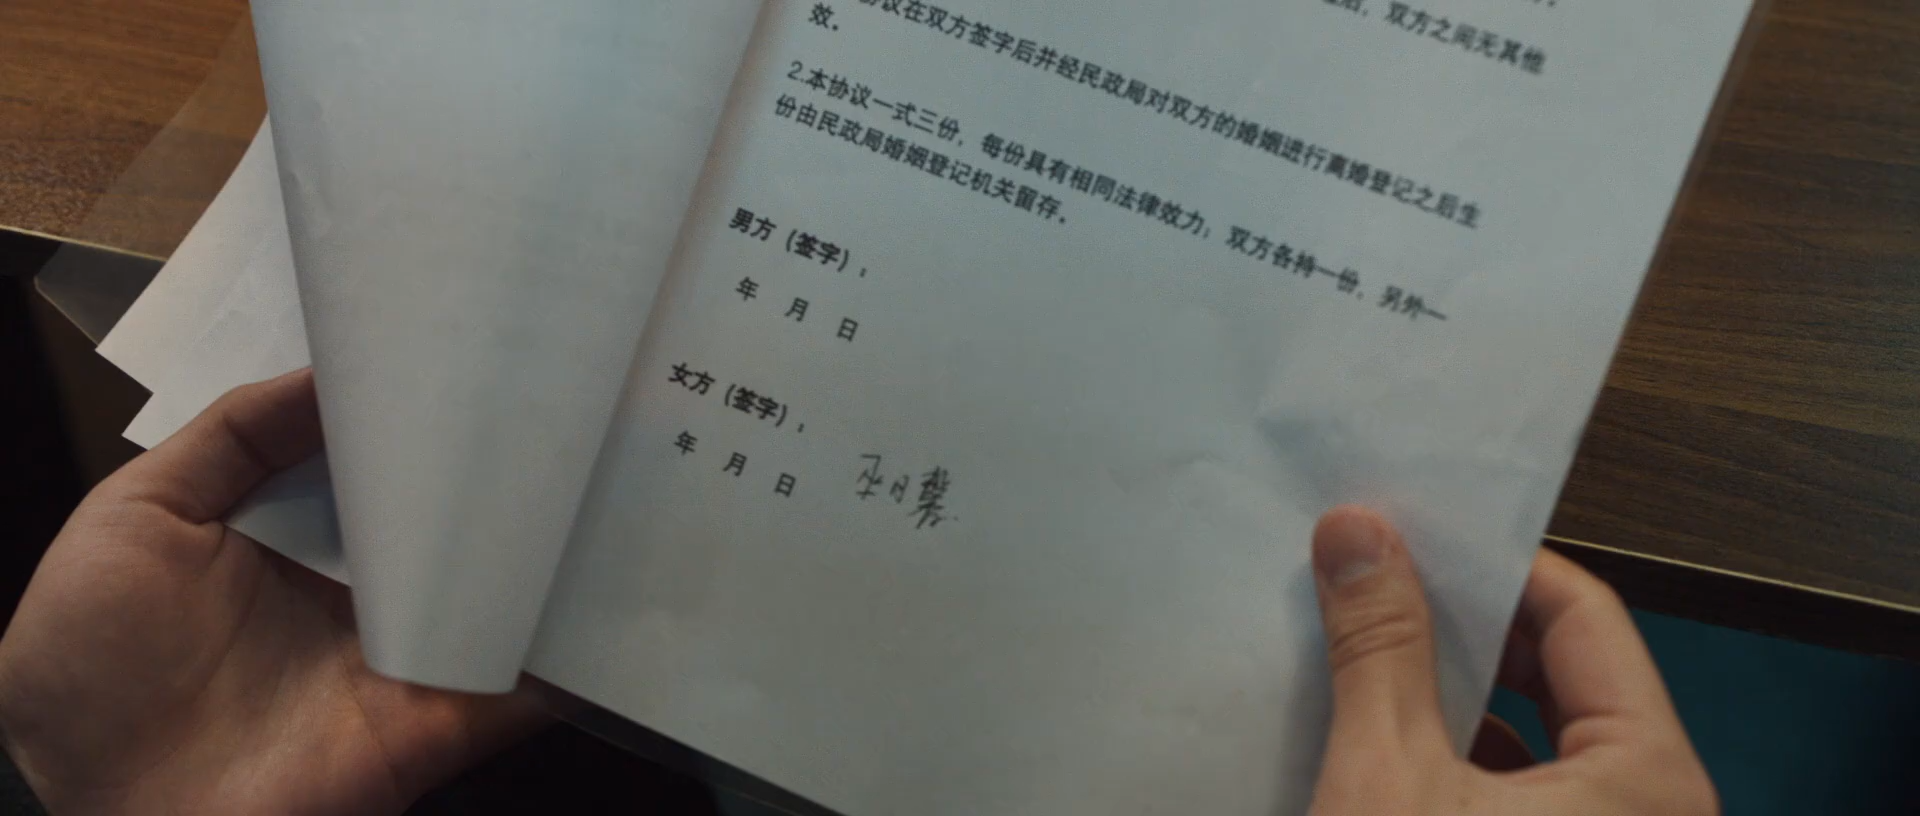 后，双方之间无其他
协议在双方签字后并经民政局对双方的婚姻进行离婚登记之后生
效。
2.本协议一式三份，每份具有相同法律效力；双方各持一份，另外一
份由民政局婚姻登记机关留存。
男方（签字）：
年 月 日
女方（签字）：
年 月 日